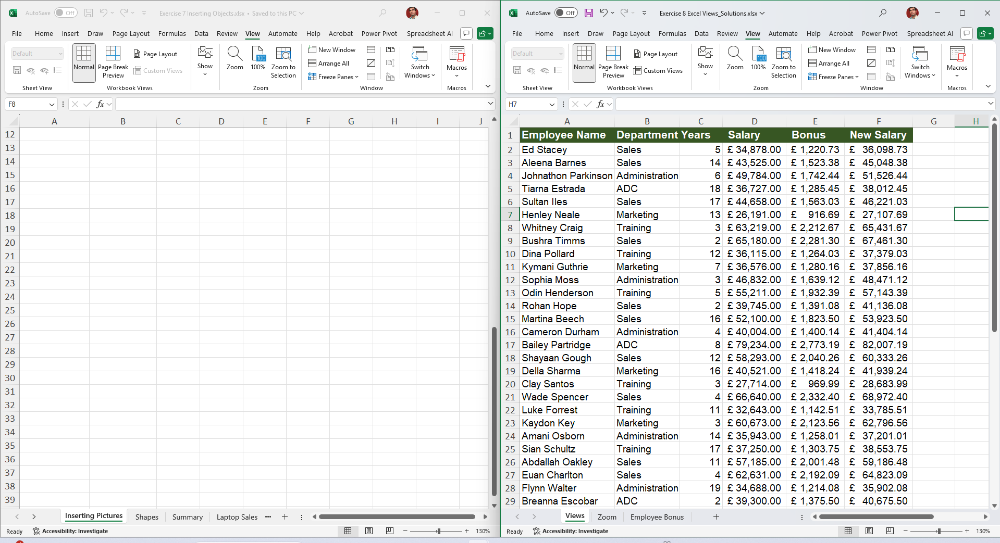 AutoSave Off Exercise 7 Inserting Objects.xlsx • Saved to this PC
File Home Insert Draw Page Layout Formulas Data Review View Automate Help Acrobat Power Pivot Spreadsheet AI
Default
Normal
Page Break Preview
Page Layout
Custom Views
Show
Zoom
100%
100
Zoom to Selection
New Window
Arrange All
Freeze Panes
Switch Windows
Macros
Sheet View Workbook Views Zoom Window Macros
F8 fx
A B C D E F G H I J
12
13
14
15
16
17
18
19
20
21
22
23
24
25
26
27
28
29
30
31
32
33
34
35
36
37
38
39
Inserting Pictures Shapes Summary Laptop Sales ...
Ready Accessibility: Investigate 130%
AutoSave Off Exercise 8 Excel Views_Solutions.xlsx
File Home Insert Draw Page Layout Formulas Data Review View Automate Help Acrobat Power Pivot Spreadsheet AI
Default
Normal
Page Break Preview
Page Layout
Custom Views
Show
Zoom
100%
100
Zoom to Selection
New Window
Arrange All
Freeze Panes
Switch Windows
Macros
Sheet View Workbook Views Zoom Window Macros
H7 fx
A B C D E F G H
1 Employee Name Department Years Salary Bonus New Salary
2 Ed Stacey Sales 5 £ 34,878.00 £ 1,220.73 £ 36,098.73
3 Aleena Barnes Sales 14 £ 43,525.00 £ 1,523.38 £ 45,048.38
4 Johnathon Parkinson Administration 6 £ 49,784.00 £ 1,742.44 £ 51,526.44
5 Tiarna Estrada ADC 18 £ 36,727.00 £ 1,285.45 £ 38,012.45
6 Sultan Iles Sales 17 £ 44,658.00 £ 1,563.03 £ 46,221.03
7 Henley Neale Marketing 13 £ 26,191.00 £ 916.69 £ 27,107.69
8 Whitney Craig Training 3 £ 63,219.00 £ 2,212.67 £ 65,431.67
9 Bushra Timms Sales 2 £ 65,180.00 £ 2,281.30 £ 67,461.30
10 Dina Pollard Training 12 £ 36,115.00 £ 1,264.03 £ 37,379.03
11 Kymani Guthrie Marketing 7 £ 36,576.00 £ 1,280.16 £ 37,856.16
12 Sophia Moss Administration 3 £ 46,832.00 £ 1,639.12 £ 48,471.12
13 Odin Henderson Training 5 £ 55,211.00 £ 1,932.39 £ 57,143.39
14 Rohan Hope Sales 2 £ 39,745.00 £ 1,391.08 £ 41,136.08
15 Martina Beech Sales 16 £ 52,100.00 £ 1,823.50 £ 53,923.50
16 Cameron Durham Administration 4 £ 40,004.00 £ 1,400.14 £ 41,404.14
17 Bailey Partridge ADC 8 £ 79,234.00 £ 2,773.19 £ 82,007.19
18 Shayaan Gough Sales 12 £ 58,293.00 £ 2,040.26 £ 60,333.26
19 Della Sharma Marketing 16 £ 40,521.00 £ 1,418.24 £ 41,939.24
20 Clay Santos Training 3 £ 27,714.00 £ 969.99 £ 28,683.99
21 Wade Spencer Sales 4 £ 66,640.00 £ 2,332.40 £ 68,972.40
22 Luke Forrest Training 11 £ 32,643.00 £ 1,142.51 £ 33,785.51
23 Kaydon Key Marketing 3 £ 60,673.00 £ 2,123.56 £ 62,796.56
24 Amani Osborn Administration 14 £ 35,943.00 £ 1,258.01 £ 37,201.01
25 Sian Schultz Training 17 £ 37,250.00 £ 1,303.75 £ 38,553.75
26 Abdallah Oakley Sales 11 £ 57,185.00 £ 2,001.48 £ 59,186.48
27 Euan Charlton Sales 4 £ 62,631.00 £ 2,192.09 £ 64,823.09
28 Flynn Walter Administration 19 £ 34,688.00 £ 1,214.08 £ 35,902.08
29 Breanna Escobar ADC 2 £ 39,300.00 £ 1,375.50 £ 40,675.50
Views Zoom Employee Bonus
Ready Accessibility: Investigate 130%